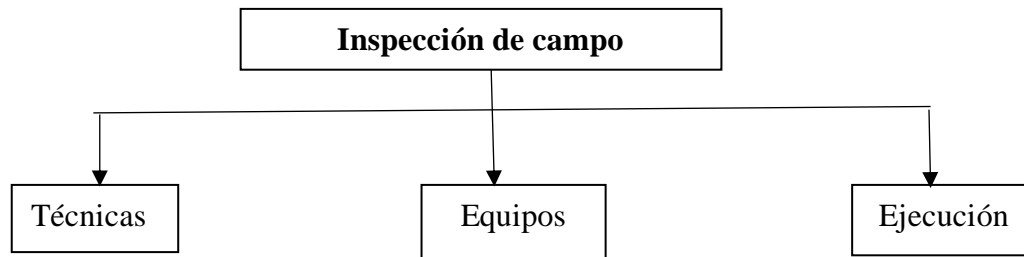 Inspección de campo
Técnicas
Equipos
Ejecución